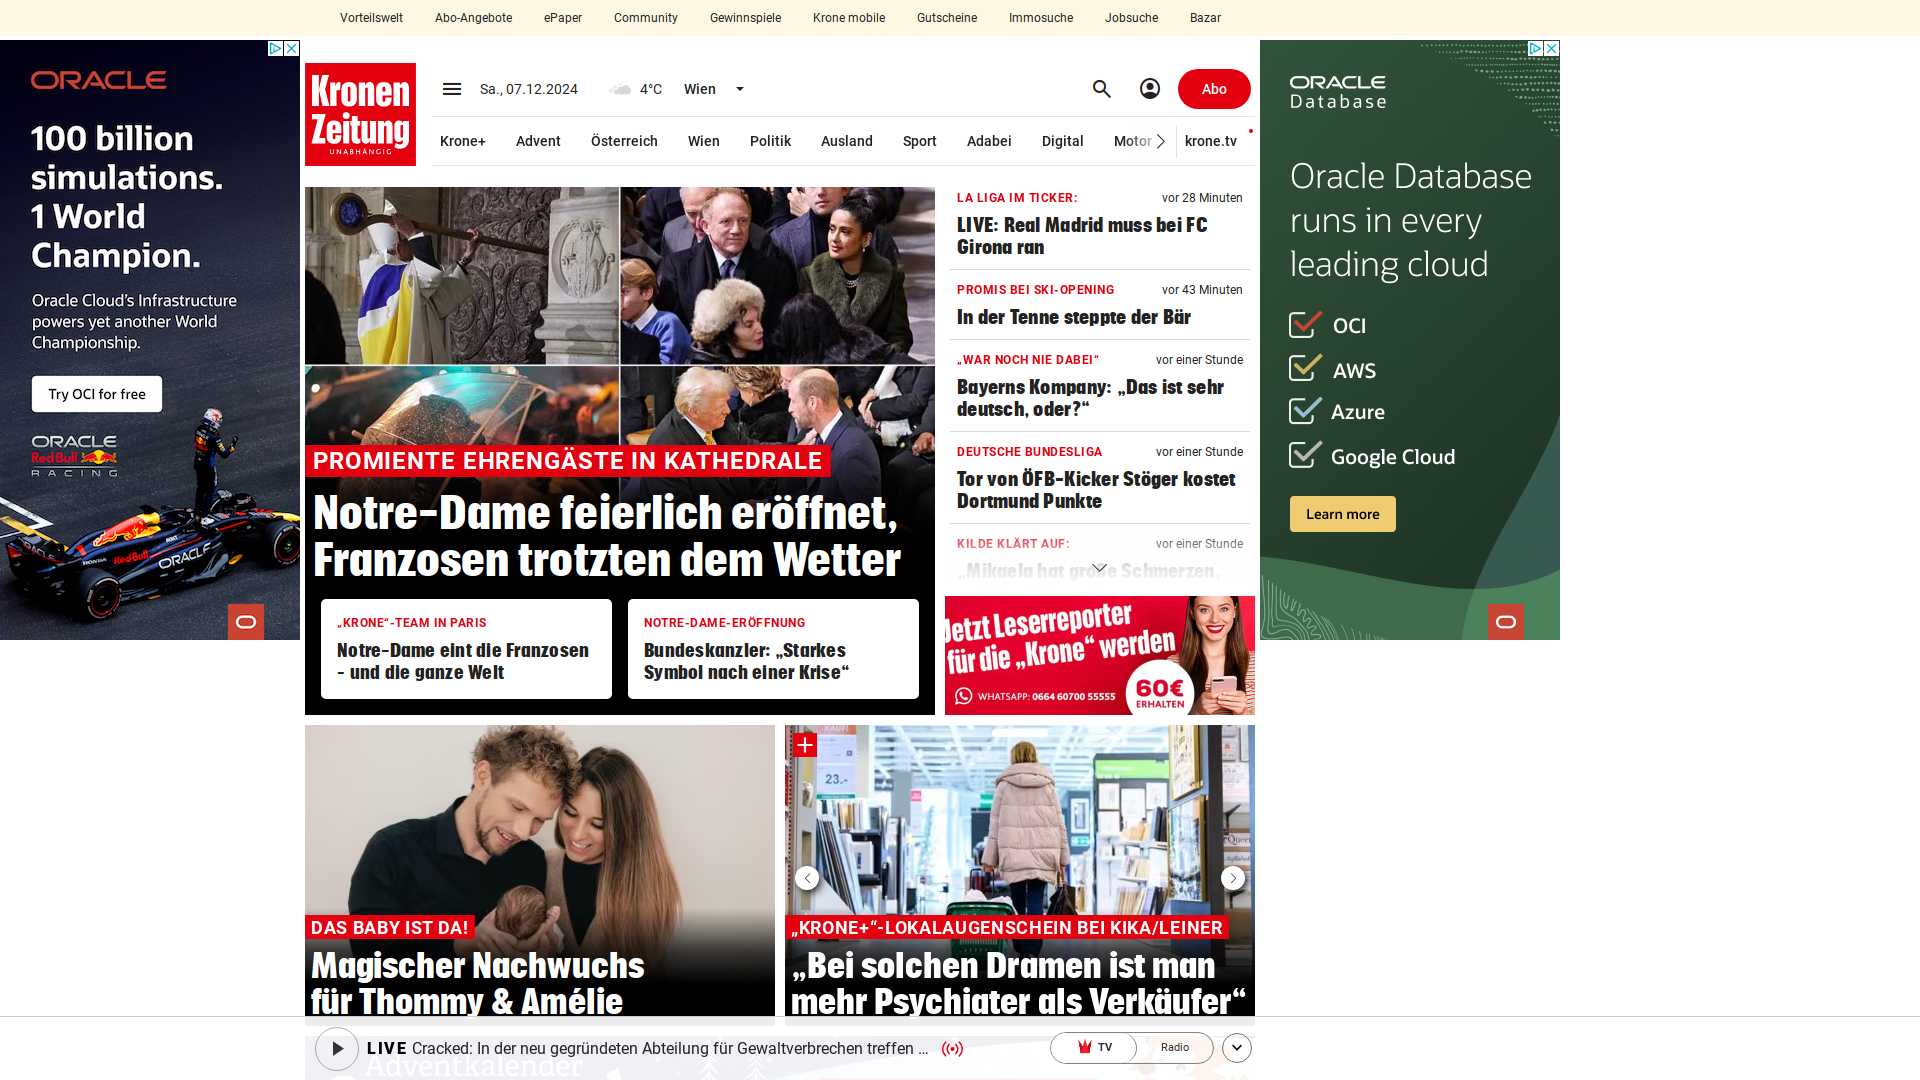 Vorteilswelt Abo-Angebote ePaper Community Gewinnspiele Krone mobile Gutscheine Immosuche Jobsuche Bazar
ORACLE
100 billion
simulations.
1 World
Champion.
Oracle Cloud's Infrastructure
powers yet another World
Championship.
Try OCI for free
ORACLE
Red Bull
RACING
Kronen
Zeitung
UNABHÄNGIG
Sa., 07.12.2024 4°C Wien
Abo
Krone+ Advent Österreich Wien Politik Ausland Sport Adabei Digital Motor krone.tv
PROMIENTE EHRENGÄSTE IN KATHEDRALE
Notre-Dame feierlich eröffnet,
Franzosen trotzten dem Wetter
„KRONE“-TEAM IN PARIS
Notre-Dame eint die Franzosen
- und die ganze Welt
NOTRE-DAME-ERÖFFNUNG
Bundeskanzler: „Starkes
Symbol nach einer Krise“
LA LIGA IM TICKER: vor 28 Minuten
LIVE: Real Madrid muss bei FC
Girona ran
PROMIS BEI SKI-OPENING vor 43 Minuten
In der Tenne steppte der Bär
„WAR NOCH NIE DABEI“ vor einer Stunde
Bayerns Kompany: „Das ist sehr
deutsch, oder?“
DEUTSCHE BUNDESLIGA vor einer Stunde
Tor von ÖFB-Kicker Stöger kostet
Dortmund Punkte
KILDE KLÄRT AUF: vor einer Stunde
„Mikaela hat große Schmerzen,
Jetzt Leserreporter
für die „Krone“ werden
WHATSAPP: 0664 60700 55555
60€
ERHALTEN
ORACLE
Database
Oracle Database
runs in every
leading cloud
OCI
AWS
Azure
Google Cloud
Learn more
DAS BABY IST DA!
Magischer Nachwuchs
für Thommy & Amélie
23.-
„KRONE+“-LOKALAUGENSCHEIN BEI KIKA/LEINER
„Bei solchen Dramen ist man
mehr Psychiater als Verkäufer“
LIVE Cracked: In der neu gegründeten Abteilung für Gewaltverbrechen treffen ...
TV Radio
Adventkalender